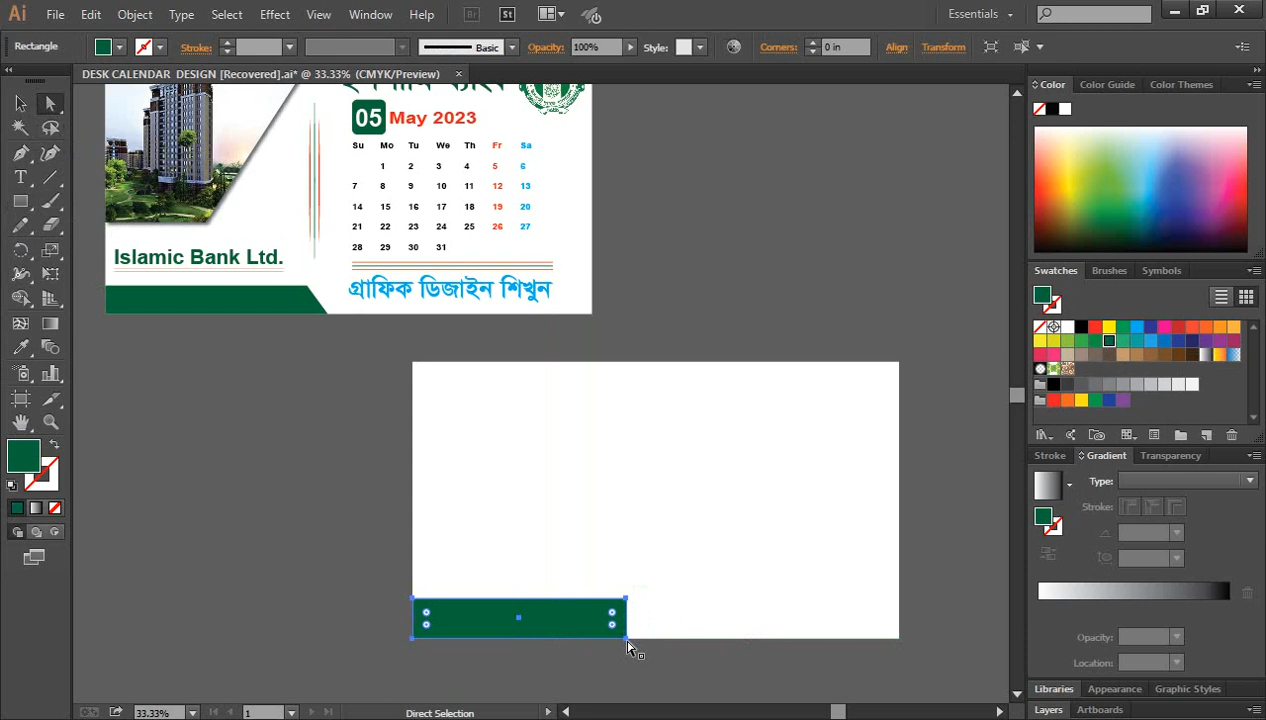 Ai File Edit Object Type Select Effect View Window Help Br St Essentials
Rectangle Stroke: Basic Opacity: 100% Style: Corners: 0 in Align Transform
DESK CALENDAR DESIGN [Recovered].ai* @ 33.33% (CMYK/Preview)
05 May 2023
Su Mo Tu We Th Fr Sa
1 2 3 4 5 6
7 8 9 10 11 12 13
14 15 16 17 18 19 20
21 22 23 24 25 26 27
28 29 30 31
Islamic Bank Ltd.
গ্রাফিক ডিজাইন শিখুন
Color Color Guide Color Themes
Swatches Brushes Symbols
Stroke Gradient Transparency
Type:
Stroke:
Opacity:
Location:
Libraries Appearance Graphic Styles
Layers Artboards
33.33% 1 Direct Selection